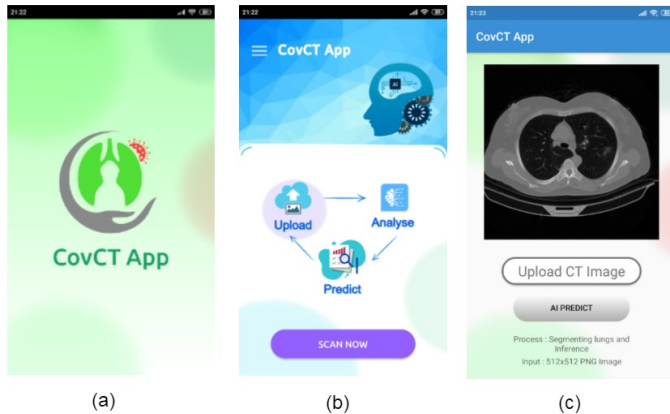 21:22
CovCT App
(a)
21:22
CovCT App
AI
Upload
Analyse
Predict
SCAN NOW
(b)
21:23
CovCT App
Upload CT Image
AI PREDICT
Process : Segmenting lungs and
Inference
Input : 512x512 PNG Image
(c)